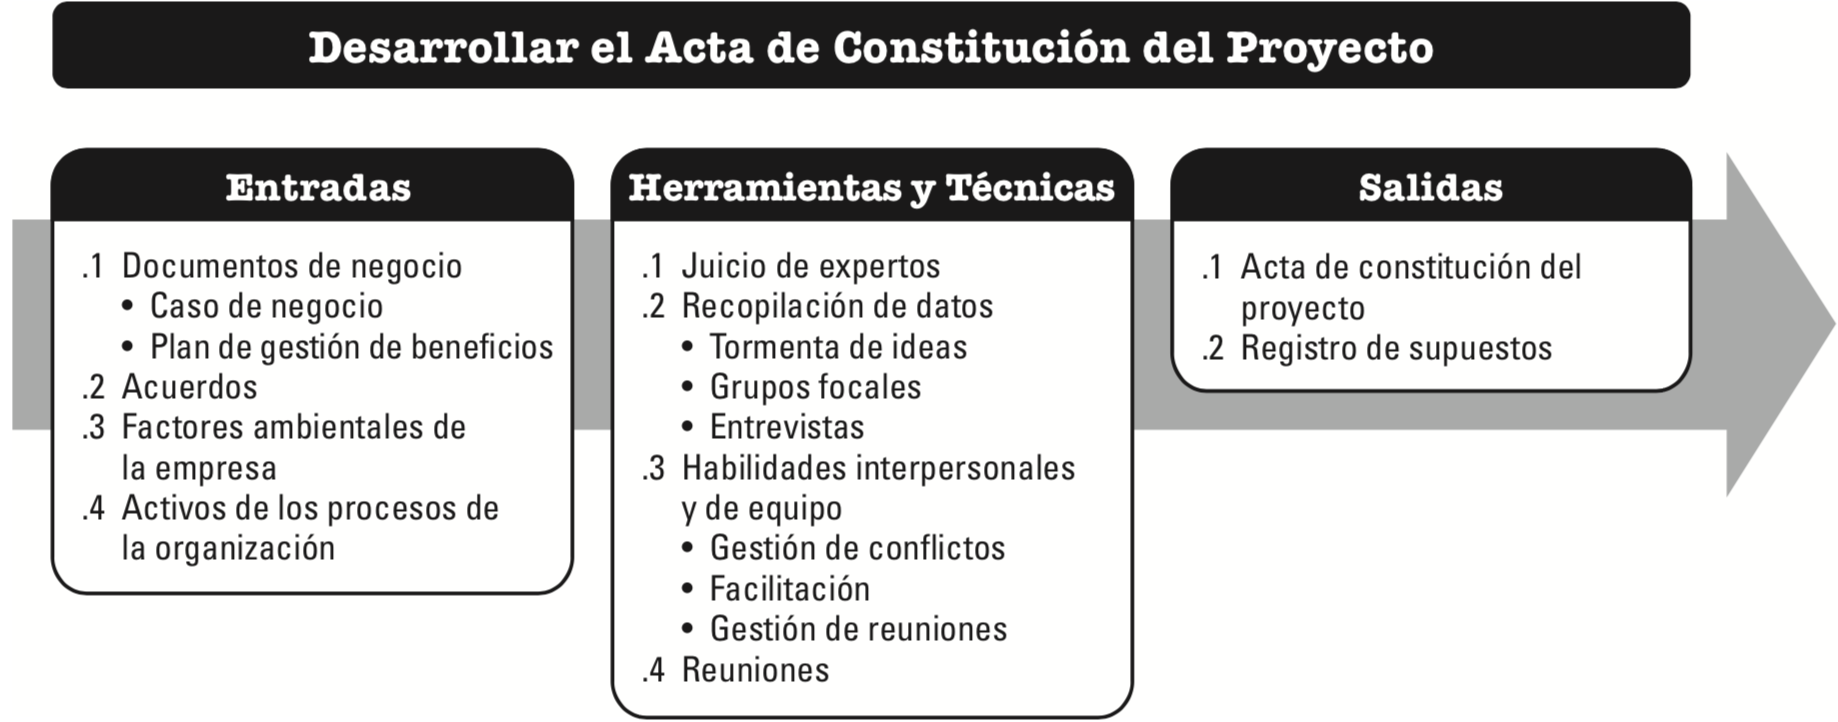 Desarrollar el Acta de Constitución del Proyecto
Entradas
.1 Documentos de negocio
• Caso de negocio
• Plan de gestión de beneficios
.2 Acuerdos
.3 Factores ambientales de
la empresa
.4 Activos de los procesos de
la organización
Herramientas y Técnicas
.1 Juicio de expertos
.2 Recopilación de datos
• Tormenta de ideas
• Grupos focales
• Entrevistas
.3 Habilidades interpersonales
y de equipo
• Gestión de conflictos
• Facilitación
• Gestión de reuniones
.4 Reuniones
Salidas
.1 Acta de constitución del
proyecto
.2 Registro de supuestos